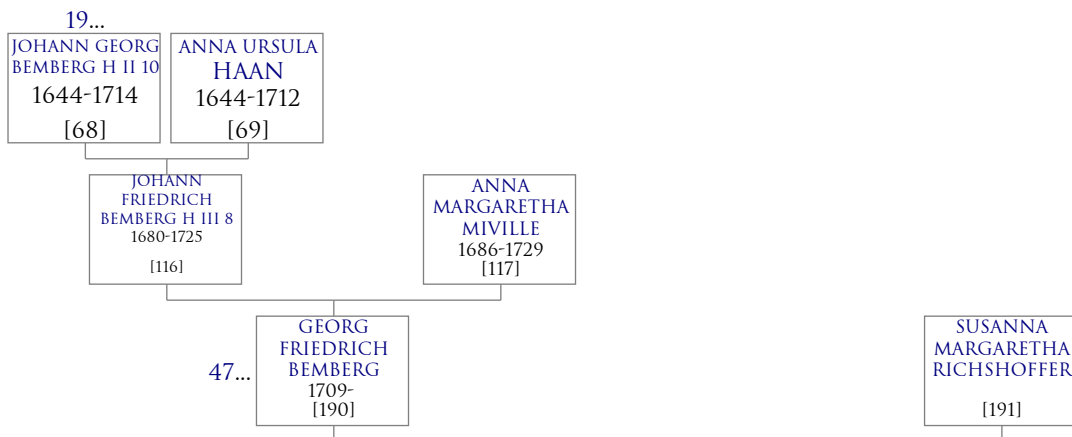 19...
JOHANN GEORG
BEMBERG H II 10
1644-1714
[68]
ANNA URSULA
HAAN
1644-1712
[69]
JOHANN
FRIEDRICH
BEMBERG H III 8
1680-1725
[116]
ANNA
MARGARETHA
MIVILLE
1686-1729
[117]
47...
GEORG
FRIEDRICH
BEMBERG
1709-
[190]
SUSANNA
MARGARETHA
RICHSHOFFER
[191]